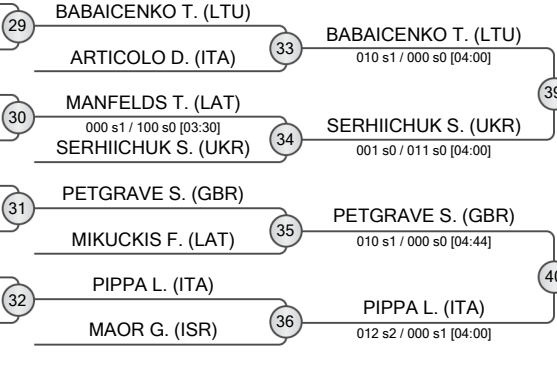 29
BABAICENKO T. (LTU)
ARTICOLO D. (ITA)
33
BABAICENKO T. (LTU)
010 s1 / 000 s0 [04:00]
39
30
MANFELDS T. (LAT)
000 s1 / 100 s0 [03:30]
SERHIICHUK S. (UKR)
34
SERHIICHUK S. (UKR)
001 s0 / 011 s0 [04:00]
31
PETGRAVE S. (GBR)
MIKUCKIS F. (LAT)
35
PETGRAVE S. (GBR)
010 s1 / 000 s0 [04:44]
40
32
PIPPA L. (ITA)
MAOR G. (ISR)
36
PIPPA L. (ITA)
012 s2 / 000 s1 [04:00]